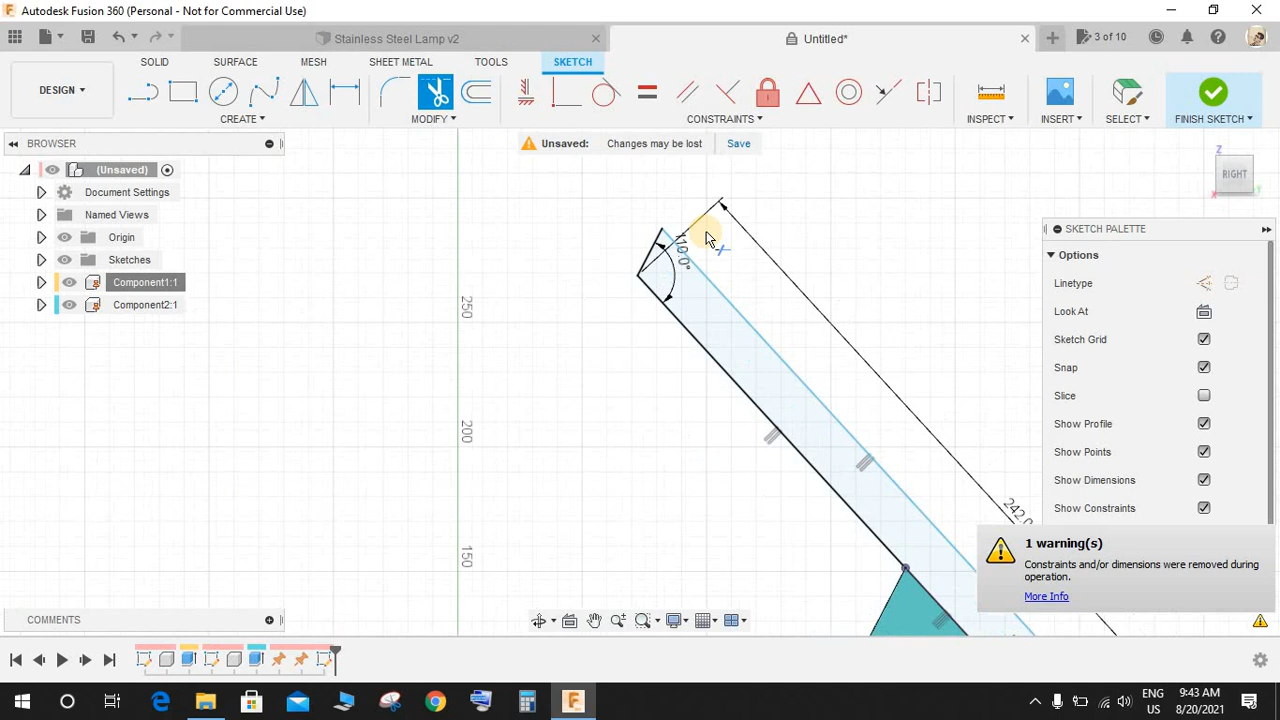 Autodesk Fusion 360 (Personal - Not for Commercial Use)
Stainless Steel Lamp v2
Untitled*
3 of 10
SOLID
SURFACE
MESH
SHEET METAL
TOOLS
SKETCH
DESIGN
CREATE
MODIFY
CONSTRAINTS
INSPECT
INSERT
SELECT
FINISH SKETCH
BROWSER
Unsaved: Changes may be lost Save
(Unsaved)
Document Settings
Named Views
Origin
Sketches
Component1:1
Component2:1
Z
RIGHT
X
Y
110.0°
250
200
150
242.0
SKETCH PALETTE
Options
Linetype
Look At
Sketch Grid
Snap
Slice
Show Profile
Show Points
Show Dimensions
Show Constraints
1 warning(s)
Constraints and/or dimensions were removed during
operation.
More Info
COMMENTS
ENG
US
9:43 AM
8/20/2021